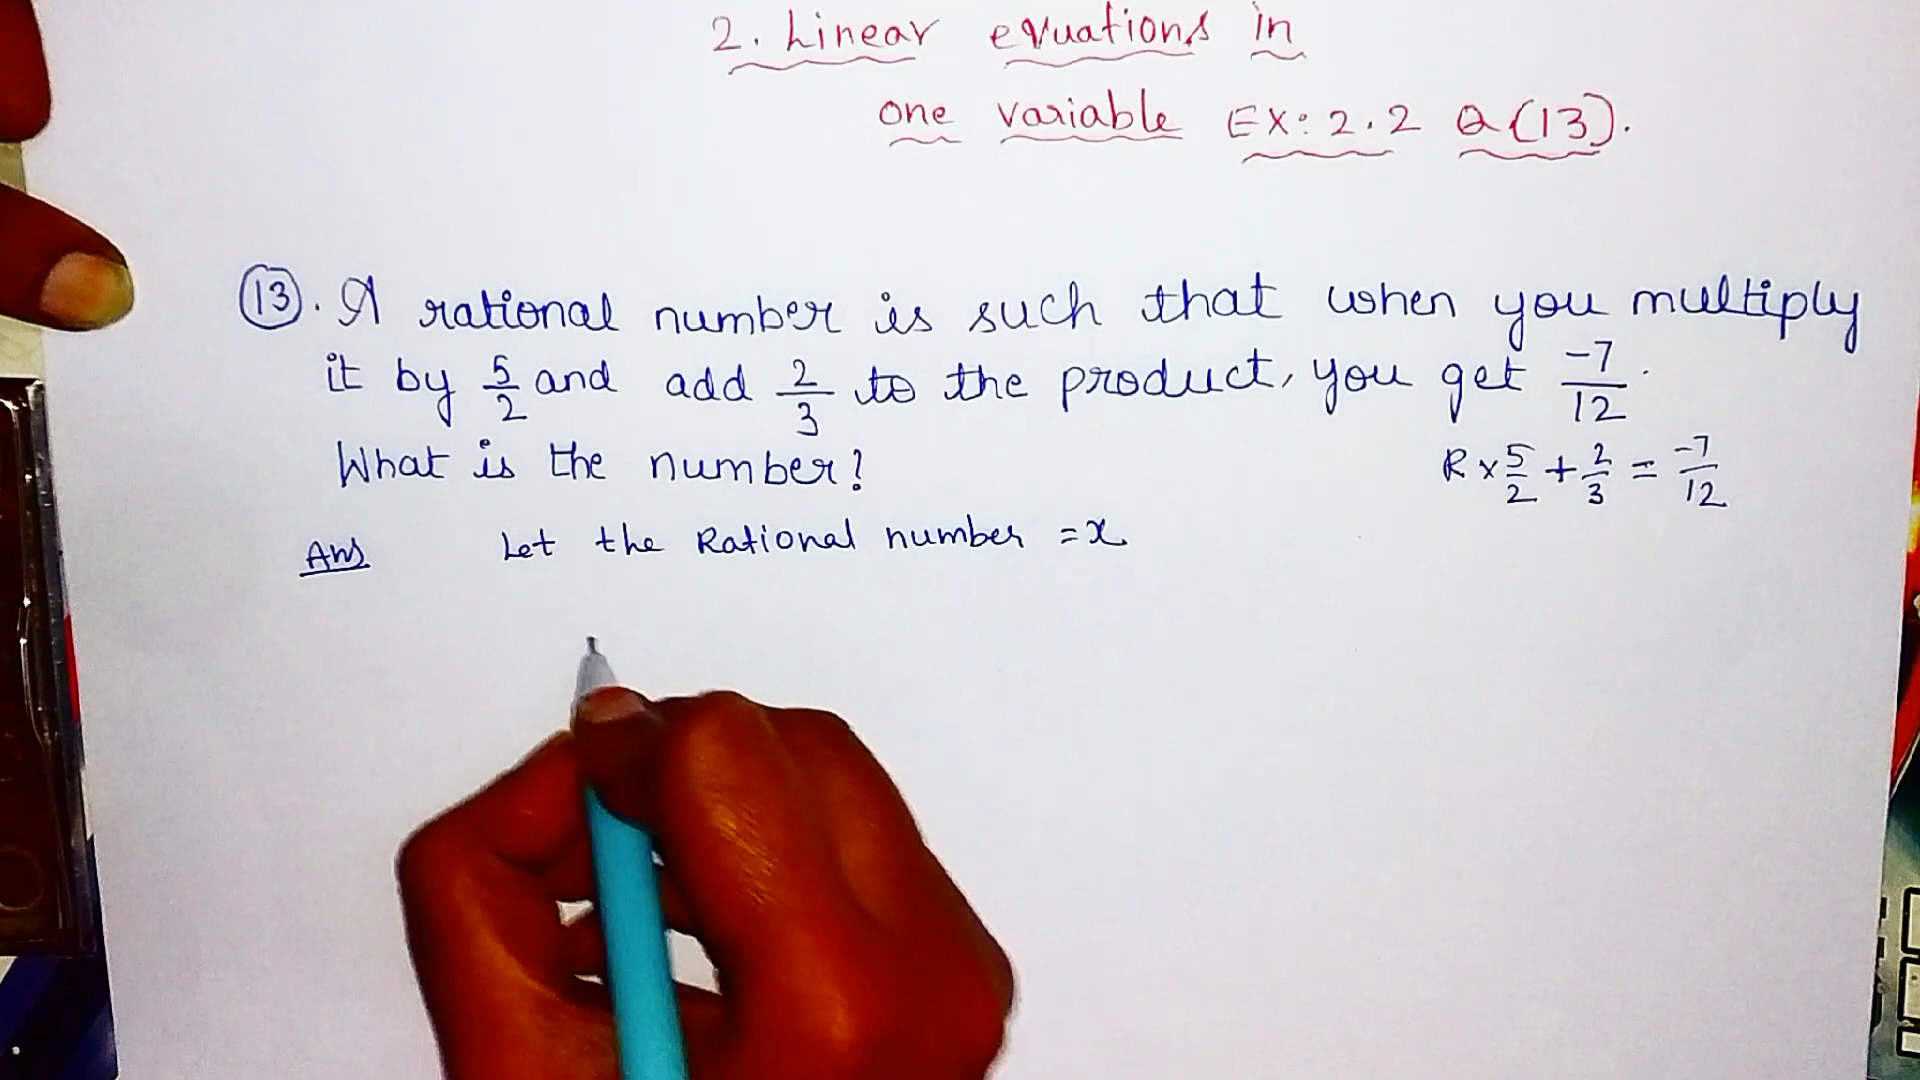 2. Linear equations in
one variable EX: 2.2 Q(13).
(13). A rational number is such that when you multiply
it by 5/2 and add 2/3 to the product, you get -7/12.
What is the number?
R x 5/2 + 2/3 = -7/12
Ans Let the Rational number = x